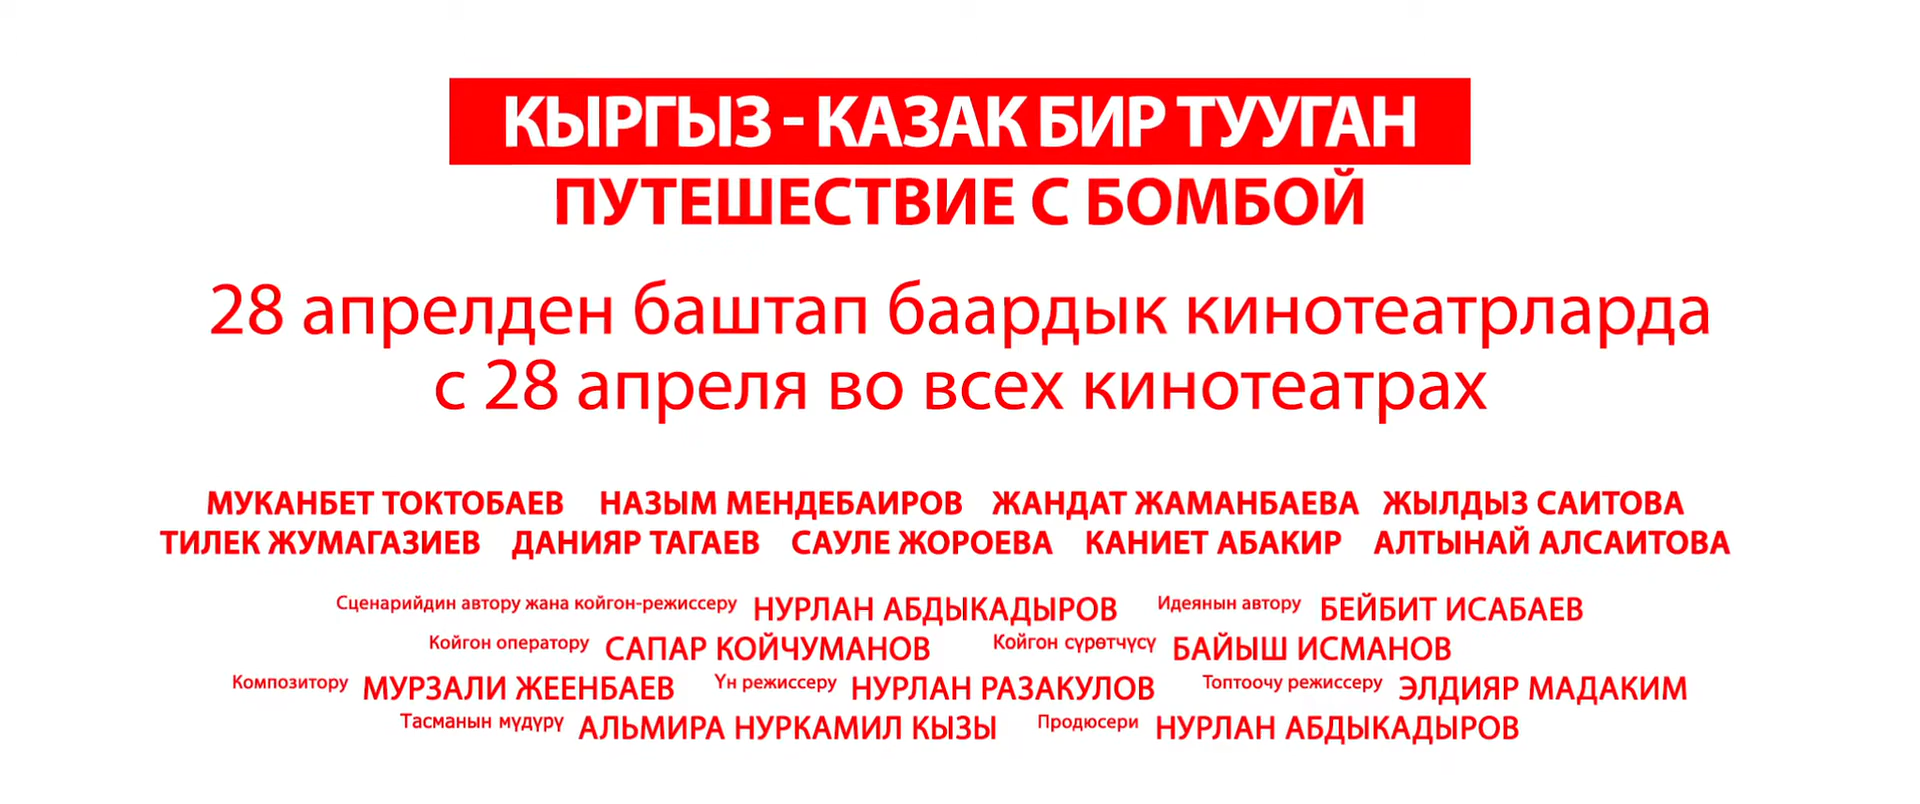 КЫРГЫЗ - КАЗАК БИР ТУУГАН
ПУТЕШЕСТВИЕ С БОМБОЙ
28 апрелден баштап баардык кинотеатрларда
с 28 апреля во всех кинотеатрах
МУКАНБЕТ ТОКТОБАЕВ НАЗЫМ МЕНДЕБАИРОВ ЖАНДАТ ЖАМАНБАЕВА ЖЫЛДЫЗ САИТОВА
ТИЛЕК ЖУМАГАЗИЕВ ДАНИЯР ТАГАЕВ САУЛЕ ЖОРОЕВА КАНИЕТ АБАКИР АЛТЫНАЙ АЛСАИТОВА
Сценарийдин автору жана койгон-режиссеру НУРЛАН АБДЫКАДЫРОВ Идеянын автору БЕЙБИТ ИСАБАЕВ
Койгон оператору САПАР КОЙЧУМАНОВ Койгон сүрөтчүсү БАЙЫШ ИСМАНОВ
Композитору МУРЗАЛИ ЖЕЕНБАЕВ Үн режиссеру НУРЛАН РАЗАКУЛОВ Топтоочу режиссеру ЭЛДИЯР МАДАКИМ
Тасманын мүдүрү АЛЬМИРА НУРКАМИЛ КЫЗЫ Продюсери НУРЛАН АБДЫКАДЫРОВ